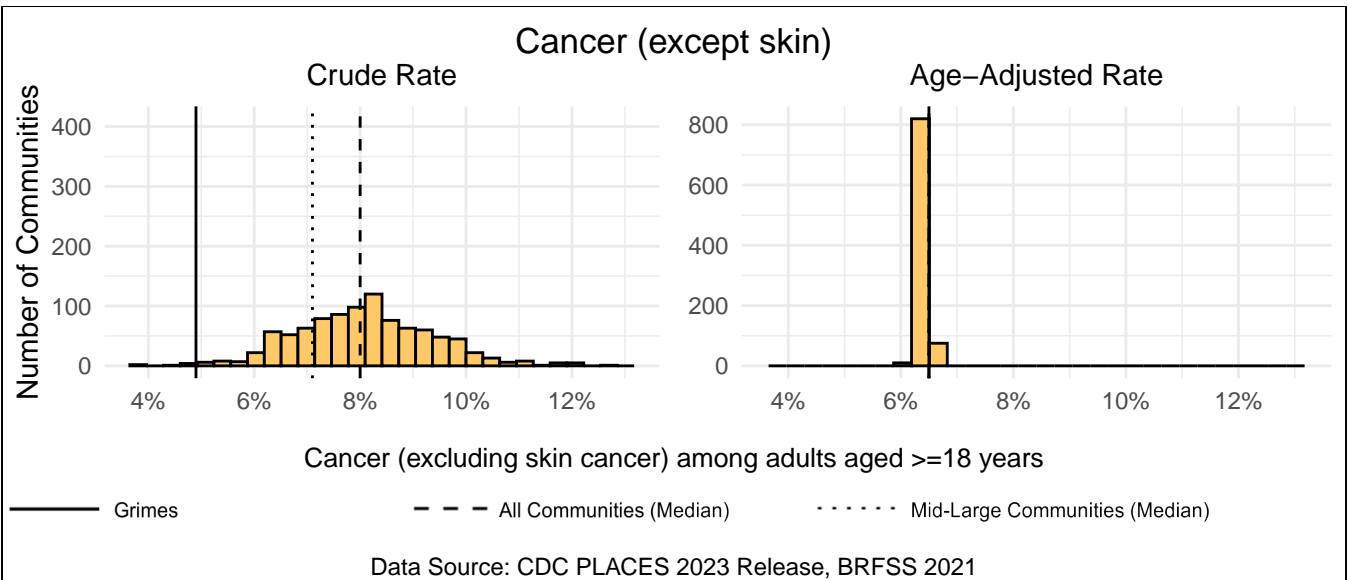 Cancer (except skin)
Crude Rate
Age−Adjusted Rate
Number of Communities
400
300
200
100
0
4%
6%
8%
10%
12%
800
600
400
200
0
4%
6%
8%
10%
12%
Cancer (excluding skin cancer) among adults aged >=18 years
Grimes
All Communities (Median)
Mid-Large Communities (Median)
Data Source: CDC PLACES 2023 Release, BRFSS 2021